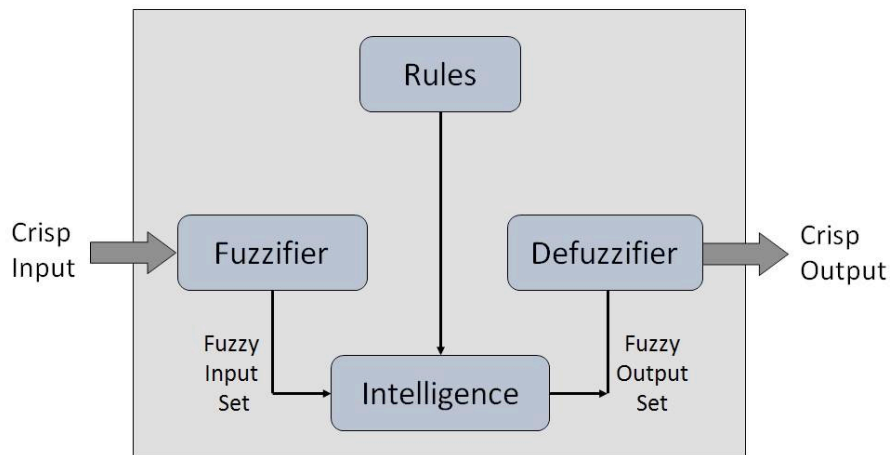 Rules
Crisp
Input
Fuzzifier
Defuzzifier
Crisp
Output
Fuzzy
Input
Set
Intelligence
Fuzzy
Output
Set